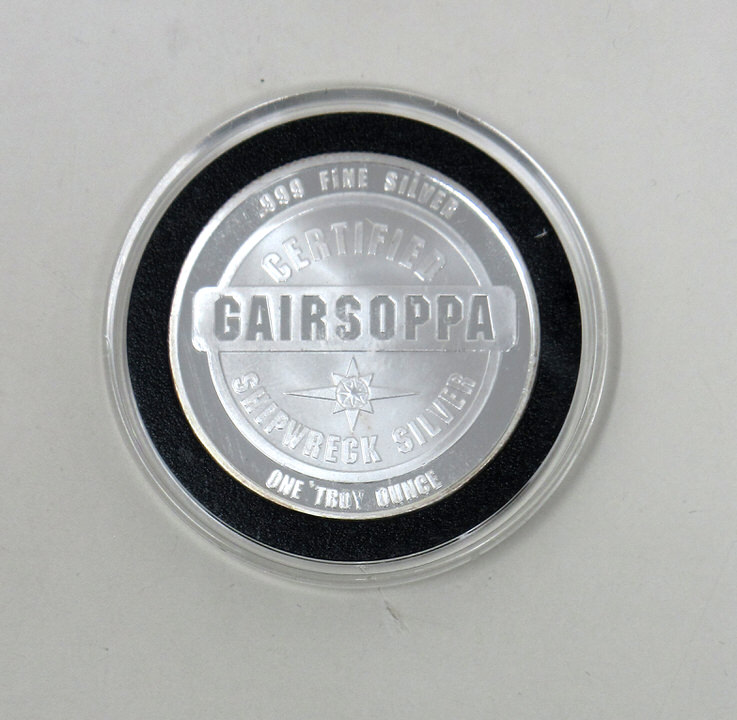 .999 FINE SILVER
CERTIFIED
GAIRSOPPA
SHIPWRECK SILVER
ONE TROY OUNCE